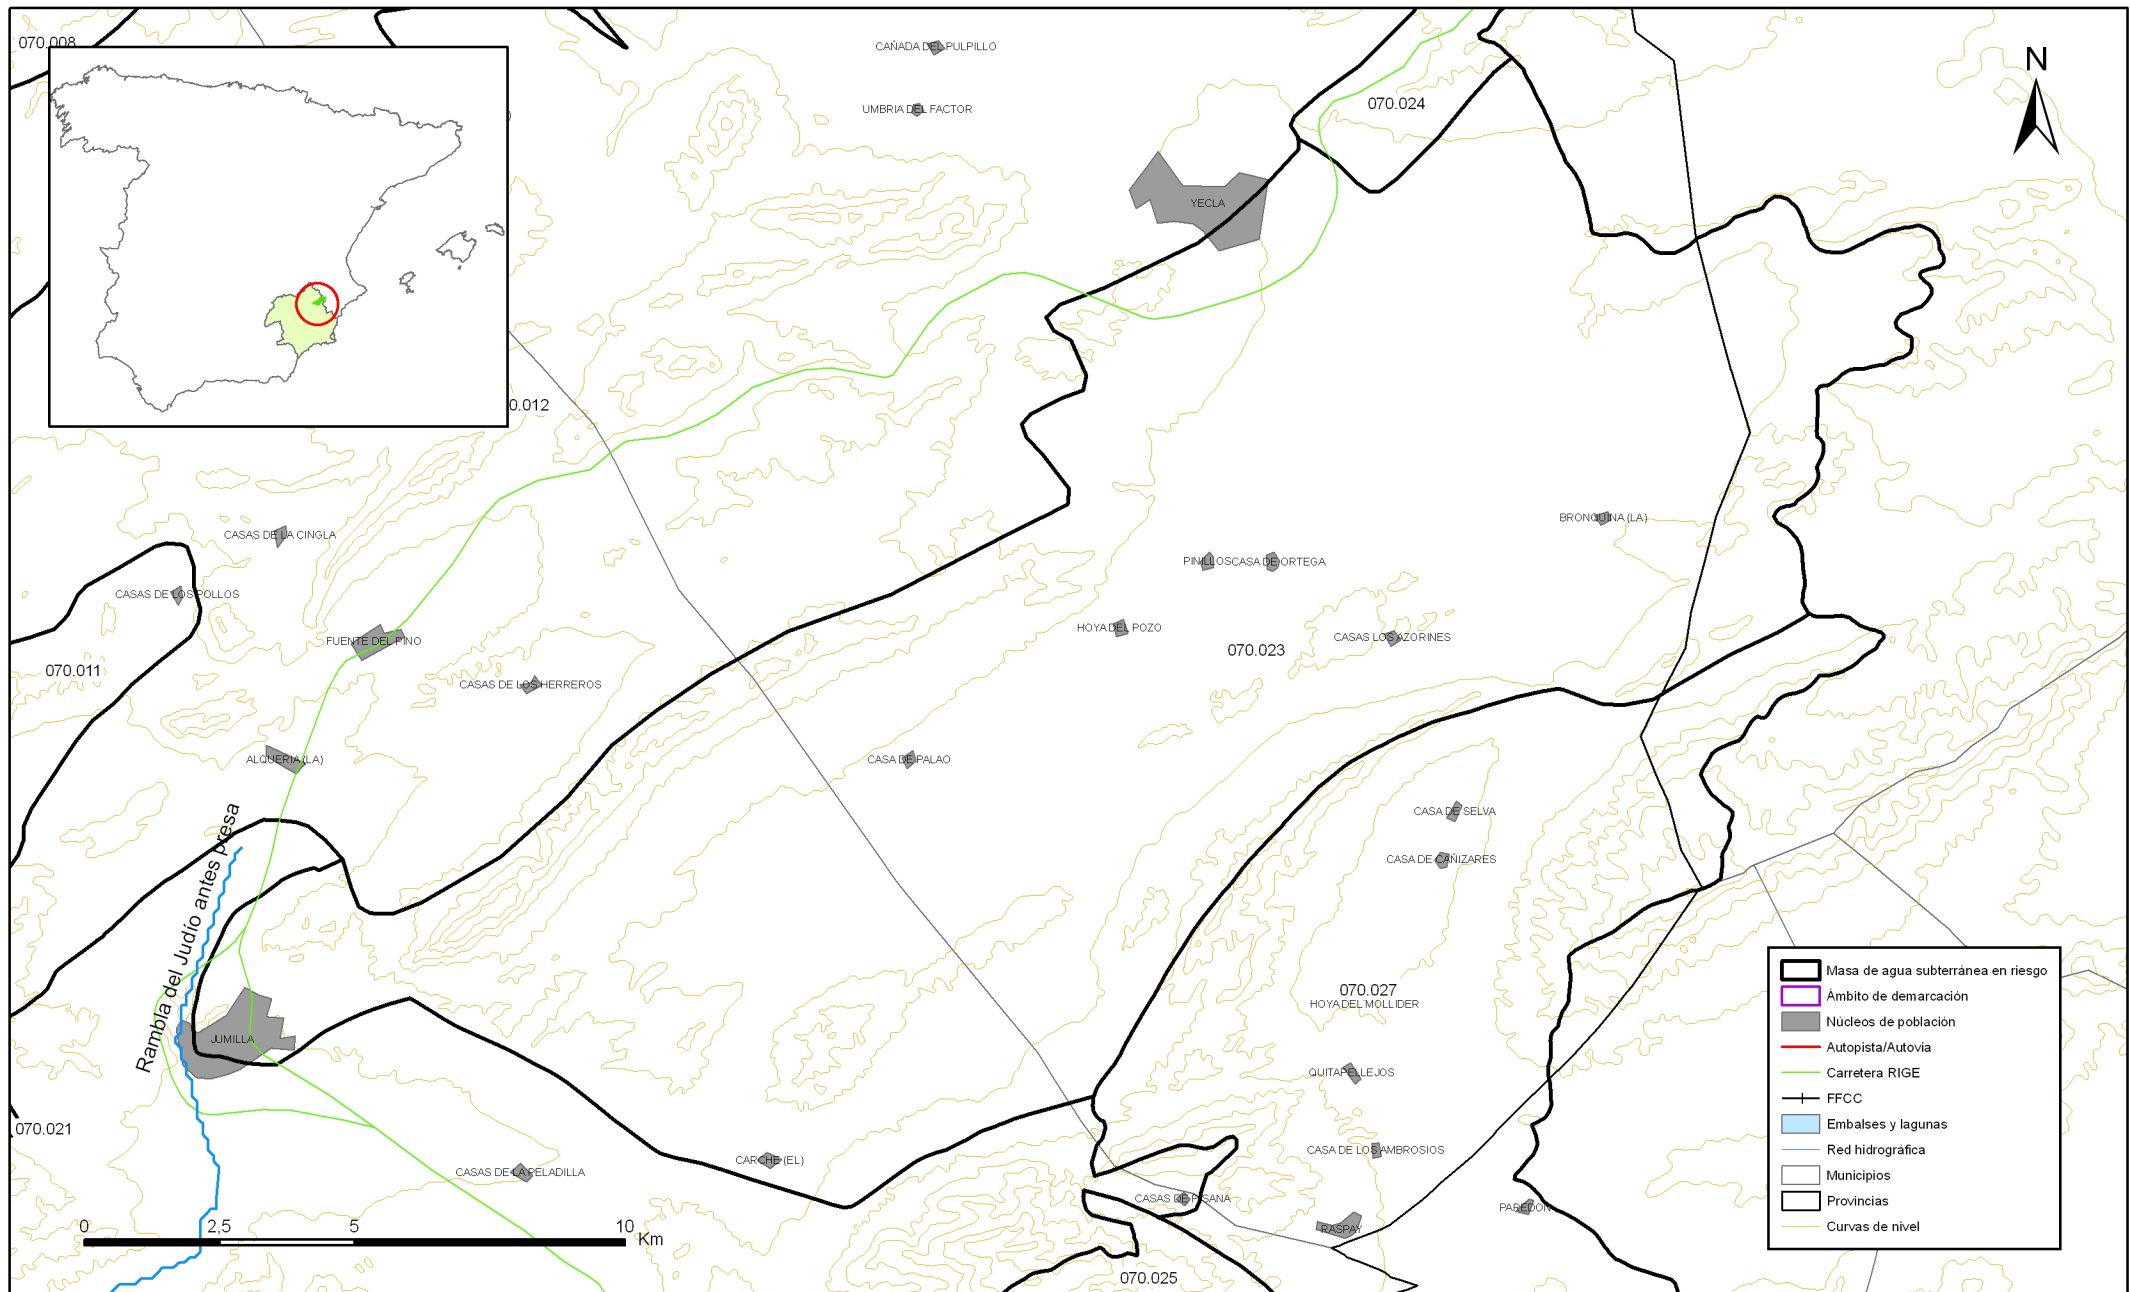 070.008
CAÑADA DEL PULPILLO
N
UMBRIA DEL FACTOR
070.024
YECLA
0.012
CASAS DE LA CINGLA
BRONQUINA (LA)
PINILLOS
CASA DE ORTEGA
CASAS DE LOS POLLOS
HOYA DEL POZO
CASAS LOS AZORINES
FUENTE DEL PINO
070.023
070.011
CASAS DE LOS HERREROS
ALQUERIA (LA)
CASA DE PALAO
CASA DE SELVA
CASA DE CAÑIZARES
Rambla del Judío antes presa
070.027
HOYA DEL MOLLIDER
JUMILLA
QUITAPELLEJOS
070.021
CASAS DE LA PELADILLA
CARCHE (EL)
CASA DE LOS AMBROSIOS
CASAS DE PISANA
PAREDON
RASPAY
070.025
0 2,5 5 10
Km
Masa de agua subterránea en riesgo
Ámbito de demarcación
Núcleos de población
Autopista/Autovia
Carretera RIGE
FFCC
Embalses y lagunas
Red hidrográfica
Municipios
Provincias
Curvas de nivel